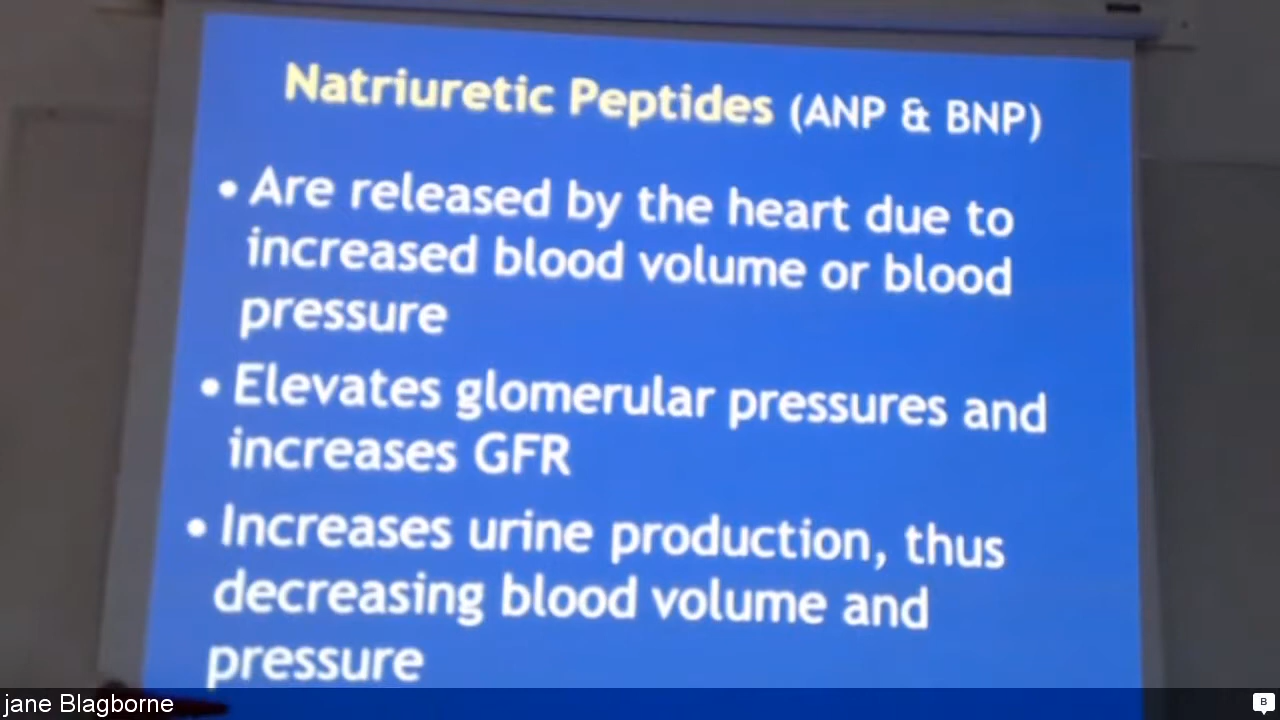 Natriuretic Peptides (ANP & BNP)
• Are released by the heart due to
increased blood volume or blood
pressure
• Elevates glomerular pressures and
increases GFR
• Increases urine production, thus
decreasing blood volume and
pressure
jane Blagborne
B